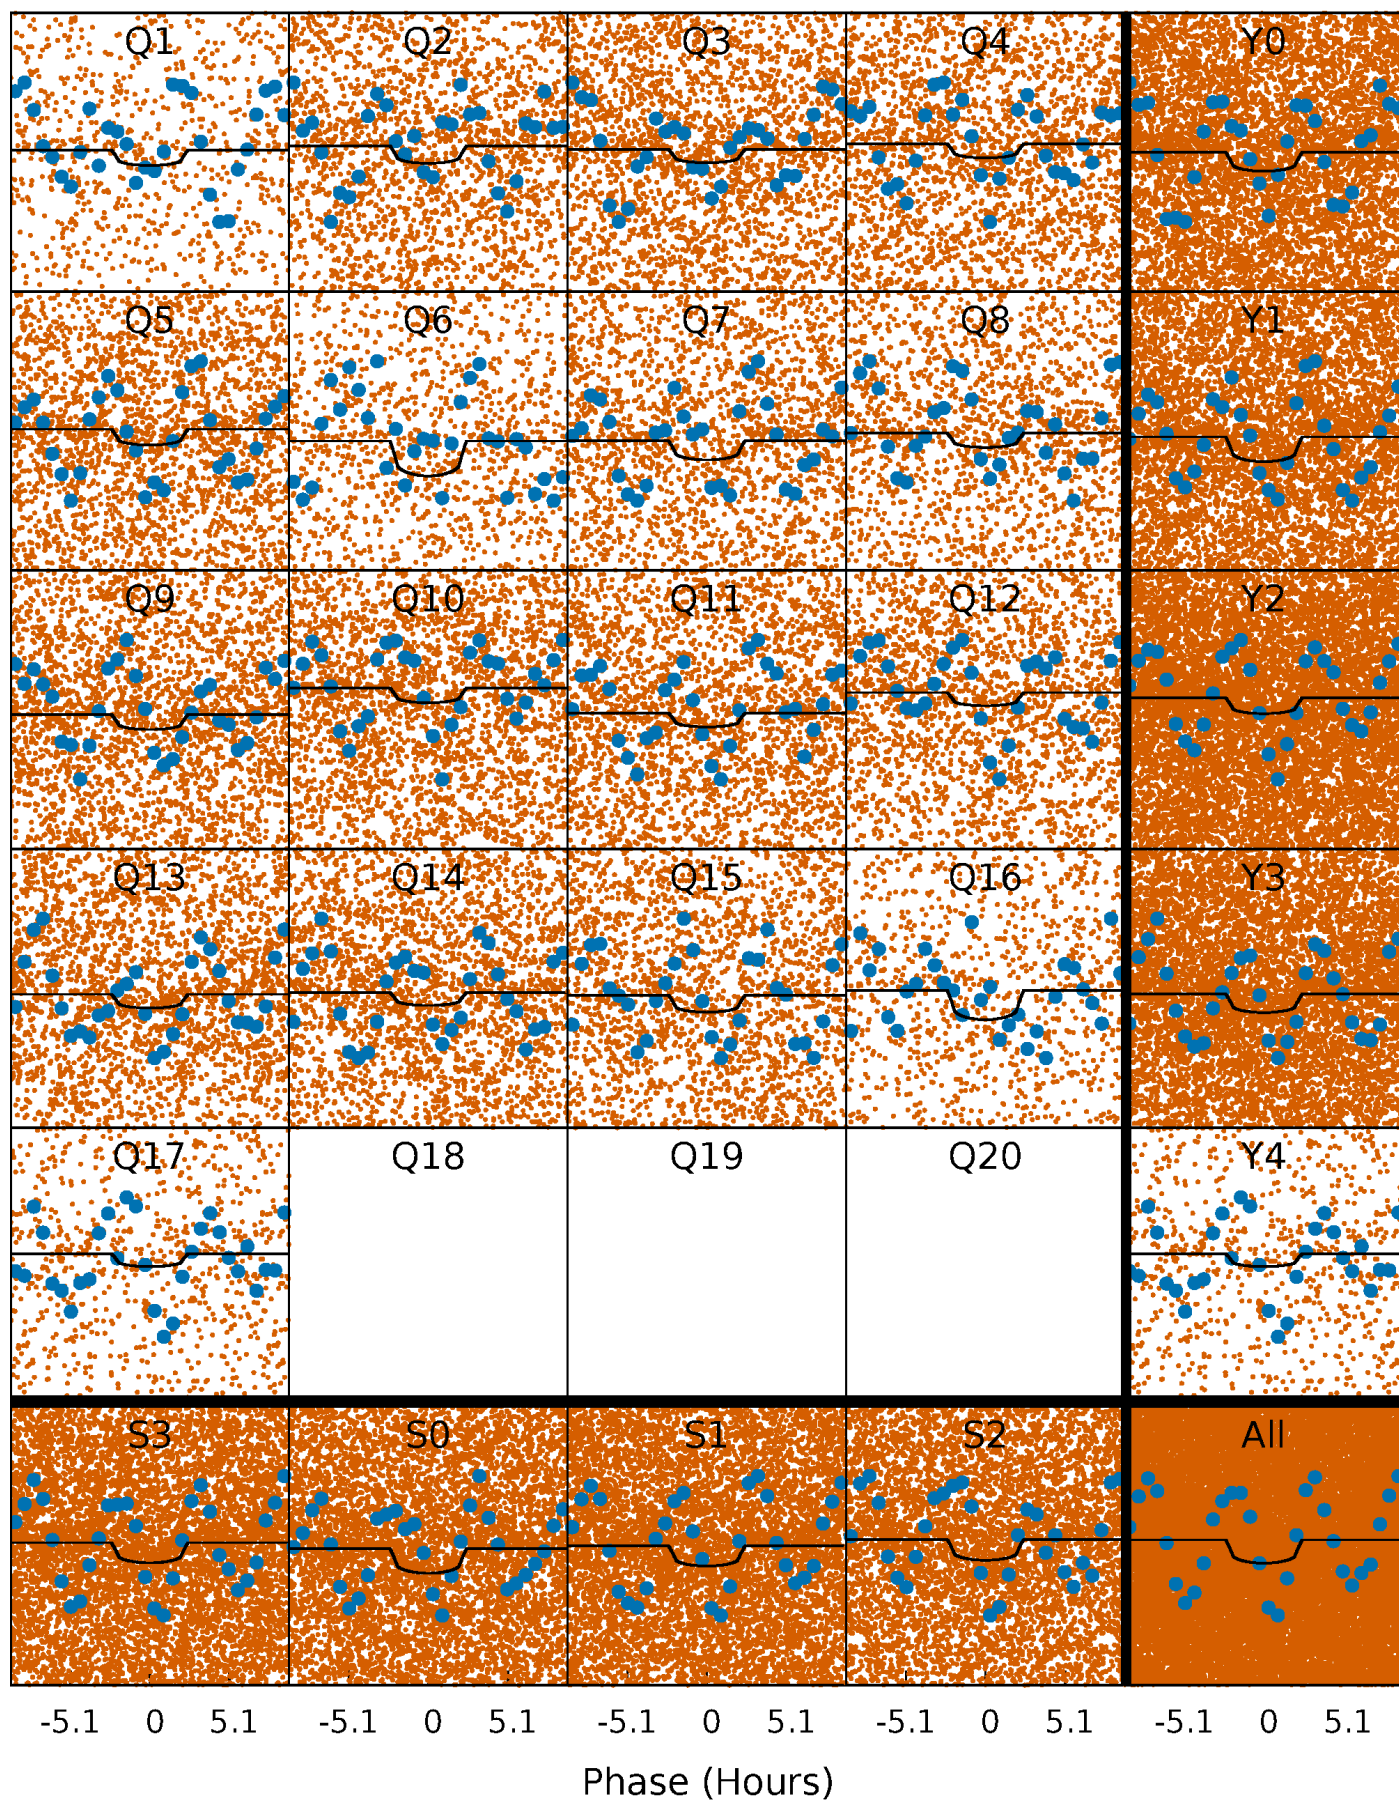 Q1 Q2 Q3 Q4 Y0
Q5 Q6 Q7 Q8 Y1
Q9 Q10 Q11 Q12 Y2
Q13 Q14 Q15 Q16 Y3
Q17 Q18 Q19 Q20 Y4
S3 S0 S1 S2 All
-5.1 0 5.1 -5.1 0 5.1 -5.1 0 5.1 -5.1 0 5.1 -5.1 0 5.1
Phase (Hours)